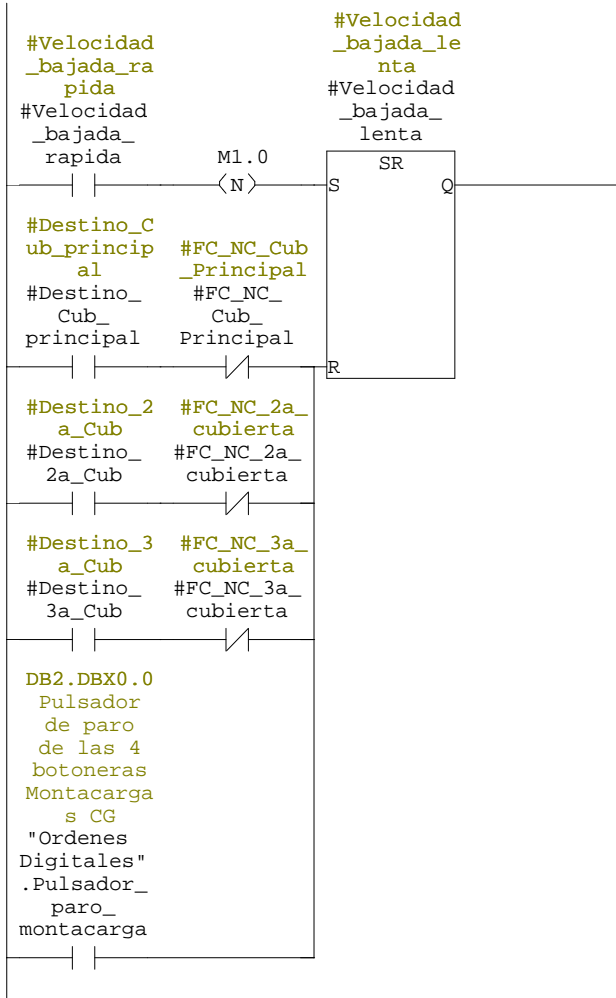 #Velocidad
_bajada_le
nta
#Velocidad
_bajada_
lenta
#Velocidad
_bajada_ra
pida
#Velocidad
_bajada_
rapida
M1.0
SR
N
S
Q
#Destino_C
ub_princip
al
#Destino_
Cub_
principal
#FC_NC_Cub
_Principal
#FC_NC_
Cub_
Principal
R
#Destino_2
a_Cub
#Destino_
2a_Cub
#FC_NC_2a_
cubierta
#FC_NC_2a_
cubierta
#Destino_3
a_Cub
#Destino_
3a_Cub
#FC_NC_3a_
cubierta
#FC_NC_3a_
cubierta
DB2.DBX0.0
Pulsador
de paro
de las 4
botoneras
Montacarga
s CG
"Ordenes
Digitales"
.Pulsador_
paro_
montacarga